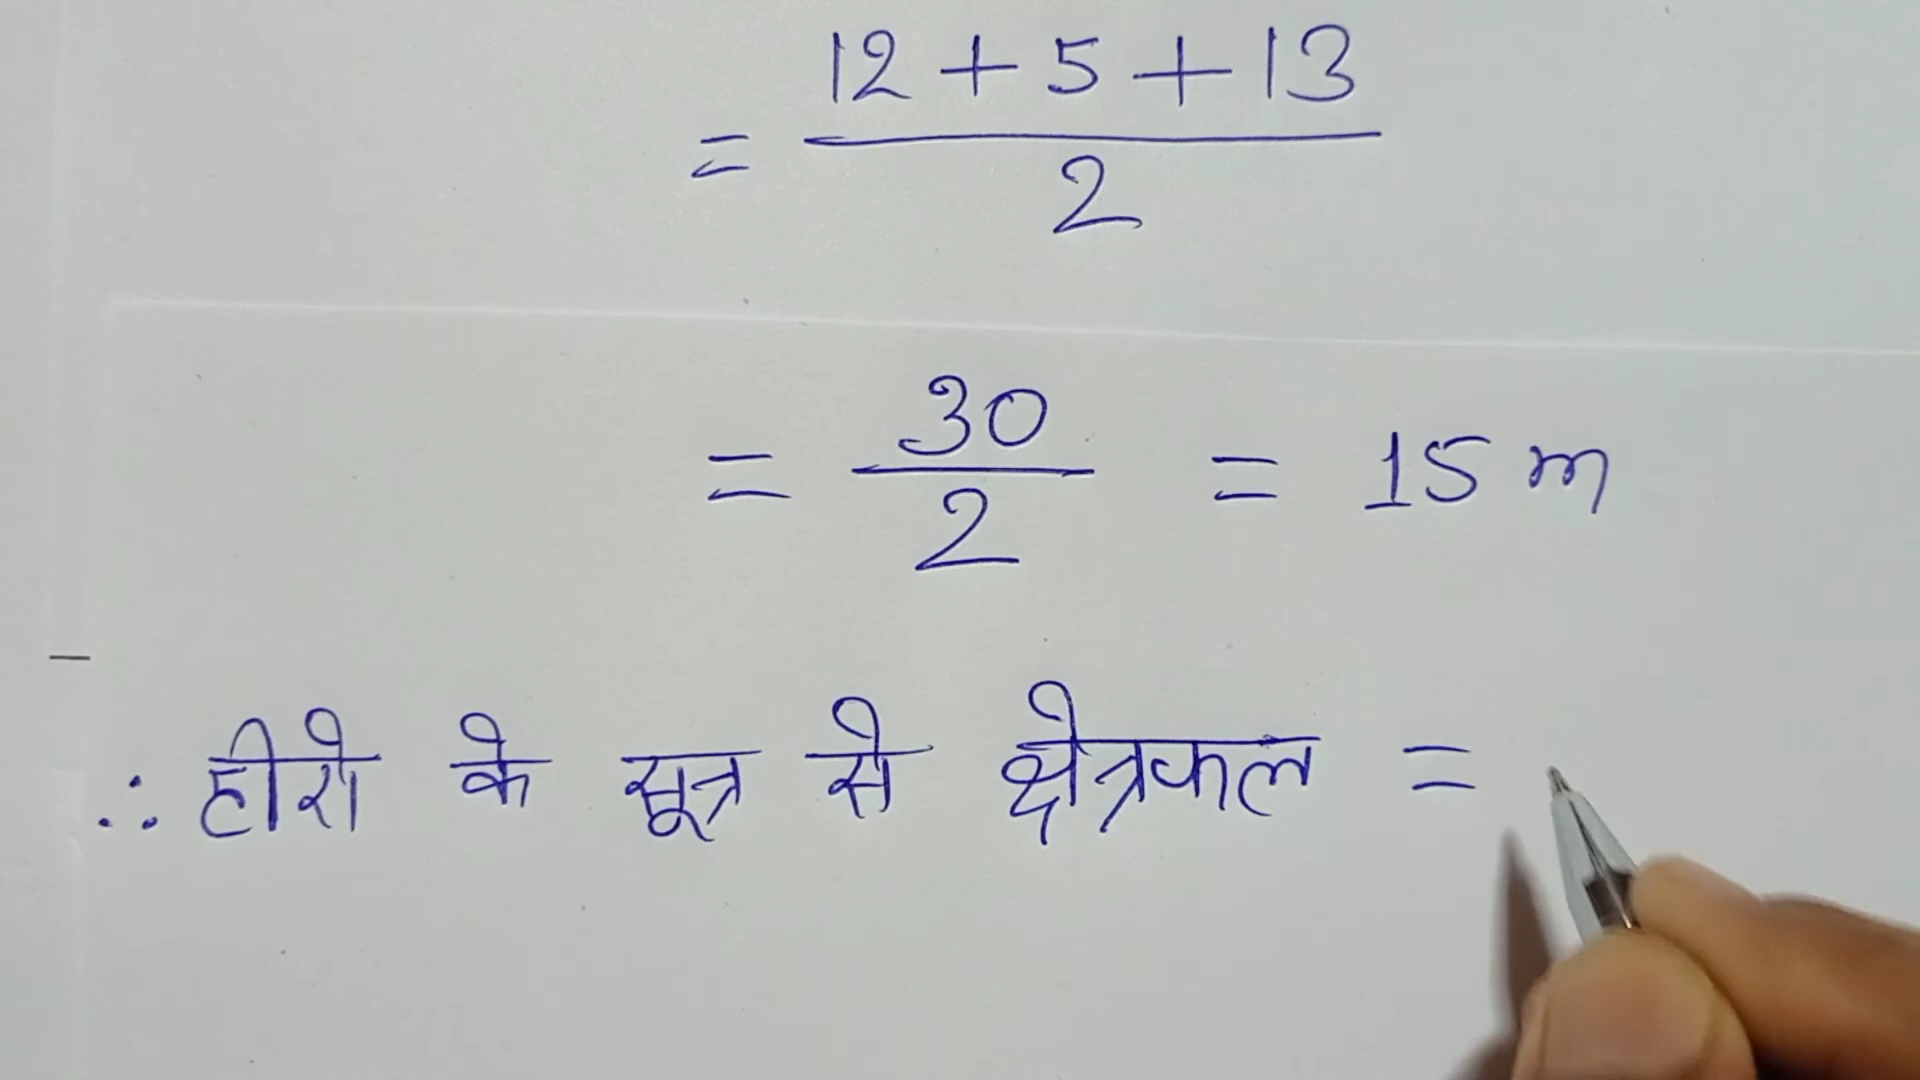 = 12 + 5 + 13 / 2
= 30 / 2 = 15 m
∴ हीरो के सूत्र से क्षेत्रफल =